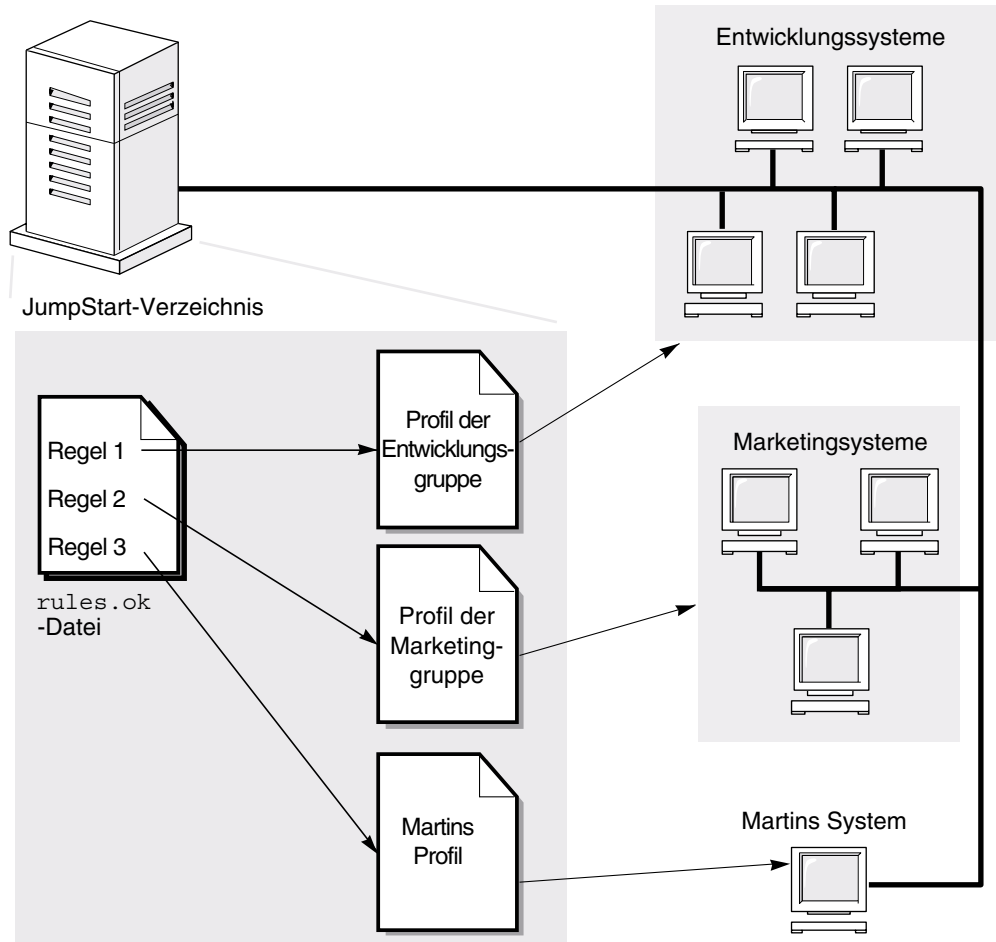 Entwicklungssysteme
JumpStart-Verzeichnis
Regel 1
Regel 2
Regel 3
rules.ok
-Datei
Profil der
Entwicklungs-
gruppe
Profil der
Marketing-
gruppe
Martins
Profil
Marketingsysteme
Martins System